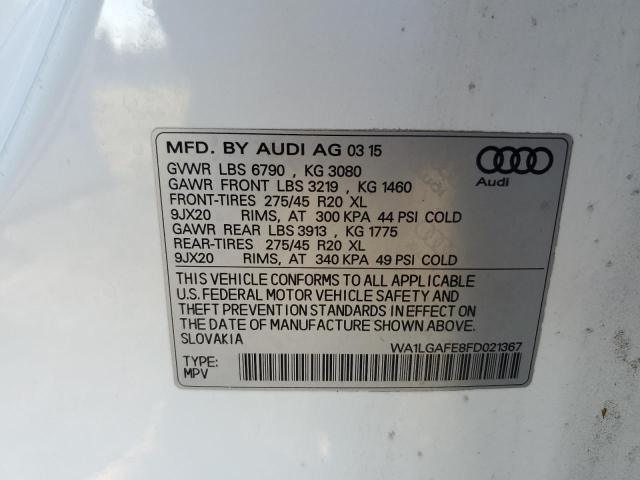 MFD. BY AUDI AG 03 15
GVWR LBS 6790 , KG 3080
GAWR FRONT LBS 3219 , KG 1460
FRONT-TIRES 275/45 R20 XL
9JX20 RIMS, AT 300 KPA 44 PSI COLD
GAWR REAR LBS 3913 , KG 1775
REAR-TIRES 275/45 R20 XL
9JX20 RIMS, AT 340 KPA 49 PSI COLD
Audi
THIS VEHICLE CONFORMS TO ALL APPLICABLE
U.S. FEDERAL MOTOR VEHICLE SAFETY AND
THEFT PREVENTION STANDARDS IN EFFECT ON
THE DATE OF MANUFACTURE SHOWN ABOVE.
SLOVAKIA
WA1LGAFE8FD021367
TYPE:
MPV